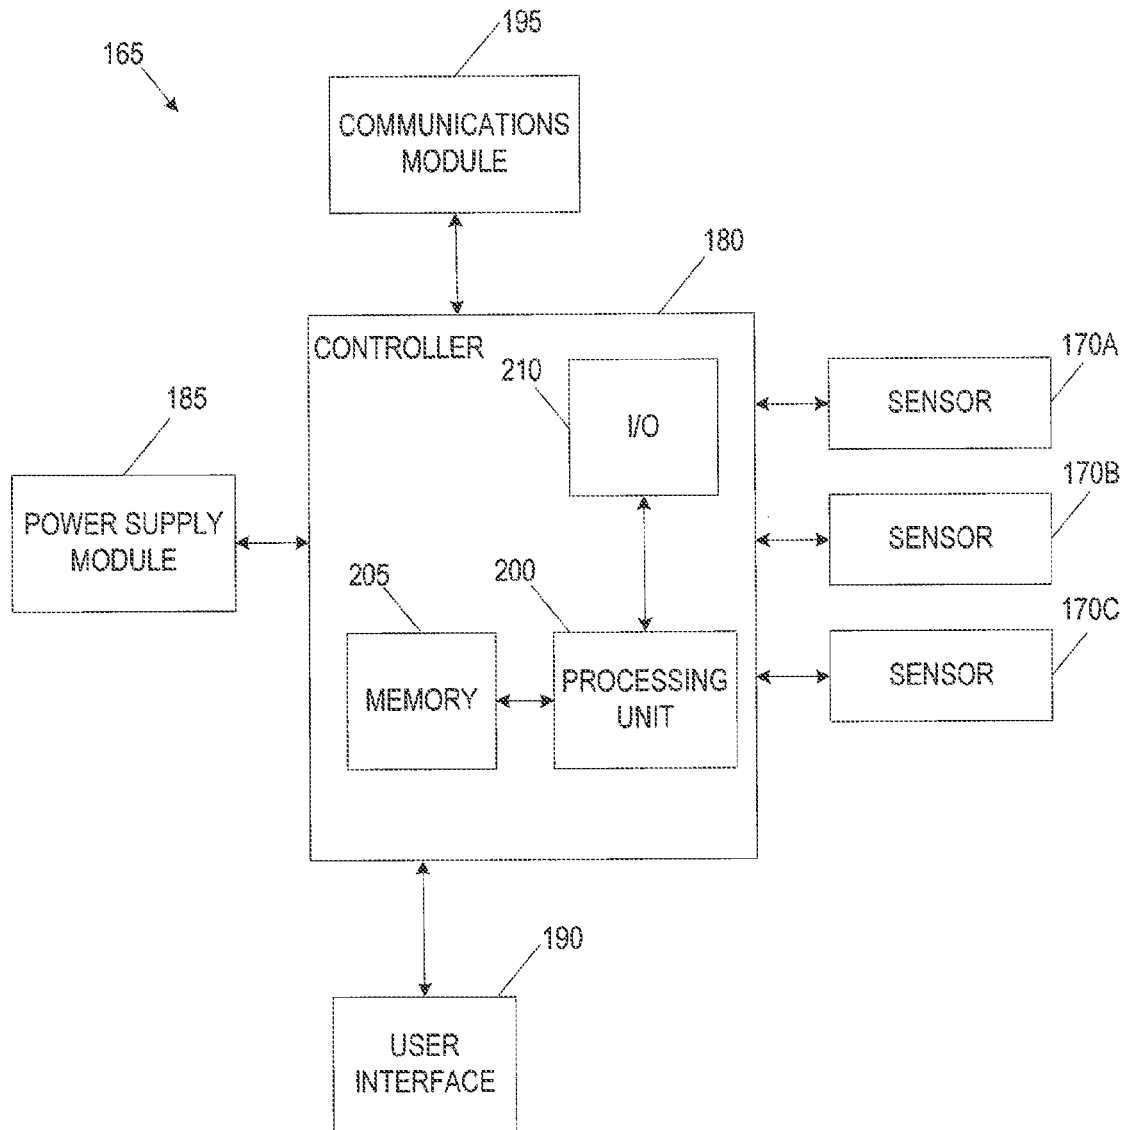 195
165
COMMUNICATIONS
MODULE
180
CONTROLLER
210
I/O
170A
SENSOR
185
POWER SUPPLY
MODULE
170B
SENSOR
205
MEMORY
200
PROCESSING
UNIT
170C
SENSOR
190
USER
INTERFACE